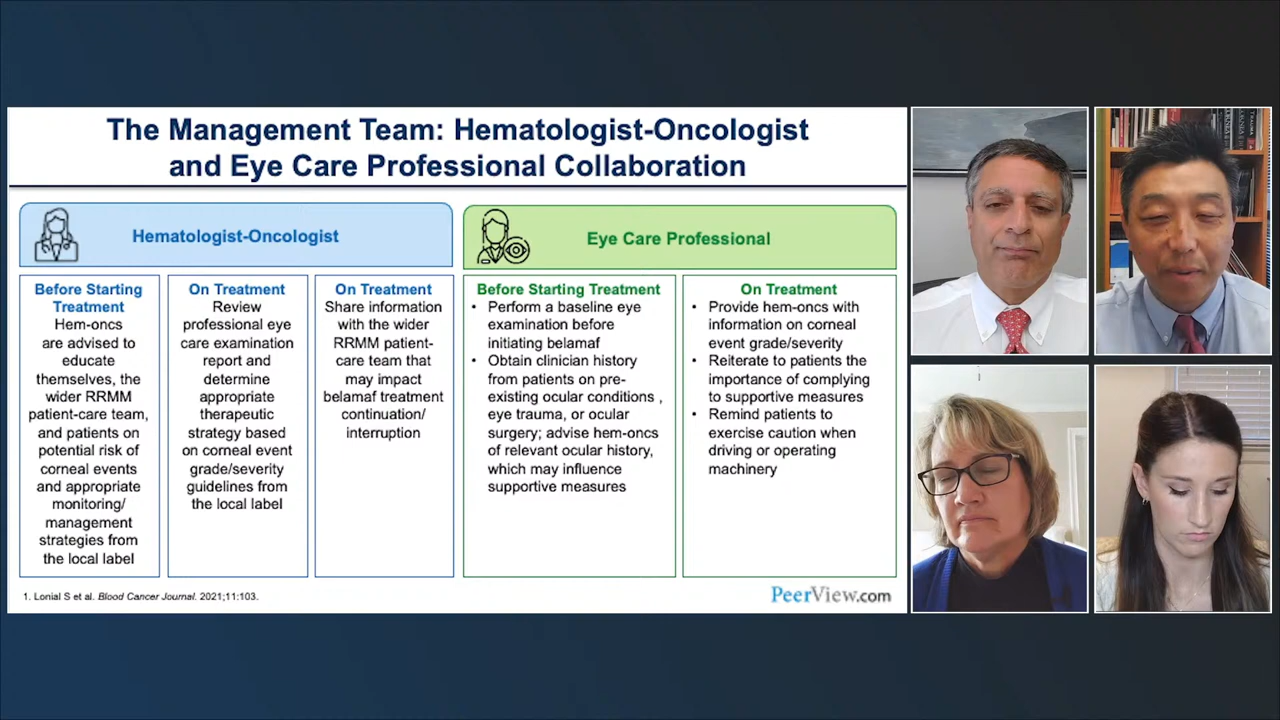 The Management Team: Hematologist-Oncologist
and Eye Care Professional Collaboration
Hematologist-Oncologist
Before Starting
Treatment
Hem-oncs
are advised to
educate
themselves, the
wider RRMM
patient-care team,
and patients on
potential risk of
corneal events
and appropriate
monitoring/
management
strategies from
the local label
On Treatment
Review
professional eye
care examination
report and
determine
appropriate
therapeutic
strategy based
on corneal event
grade/severity
guidelines from
the local label
On Treatment
Share information
with the wider
RRMM patient-
care team that
may impact
belamaf treatment
continuation/
interruption
Eye Care Professional
Before Starting Treatment
• Perform a baseline eye
examination before
initiating belamaf
• Obtain clinician history
from patients on pre-
existing ocular conditions ,
eye trauma, or ocular
surgery; advise hem-oncs
of relevant ocular history,
which may influence
supportive measures
On Treatment
• Provide hem-oncs with
information on corneal
event grade/severity
• Reiterate to patients the
importance of complying
to supportive measures
• Remind patients to
exercise caution when
driving or operating
machinery
1. Lonial S et al. Blood Cancer Journal. 2021;11:103.
PeerView.com
TRAUMA